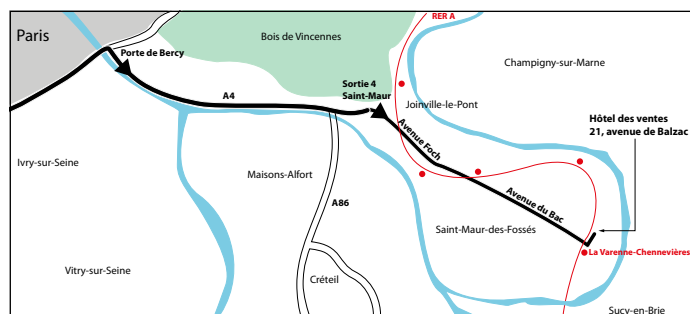 RER A
Paris
Bois de Vincennes
Porte de Bercy
Champigny-sur-Marne
Sortie 4
Saint-Maur
A4
Joinville-le-Pont
Hôtel des ventes
21, avenue de Balzac
Avenue Foch
Ivry-sur-Seine
Maisons-Alfort
A86
Avenue du Bac
Saint-Maur-des-Fossés
La Varenne-Chennevières
Vitry-sur-Seine
Créteil
Sucy-en-Brie